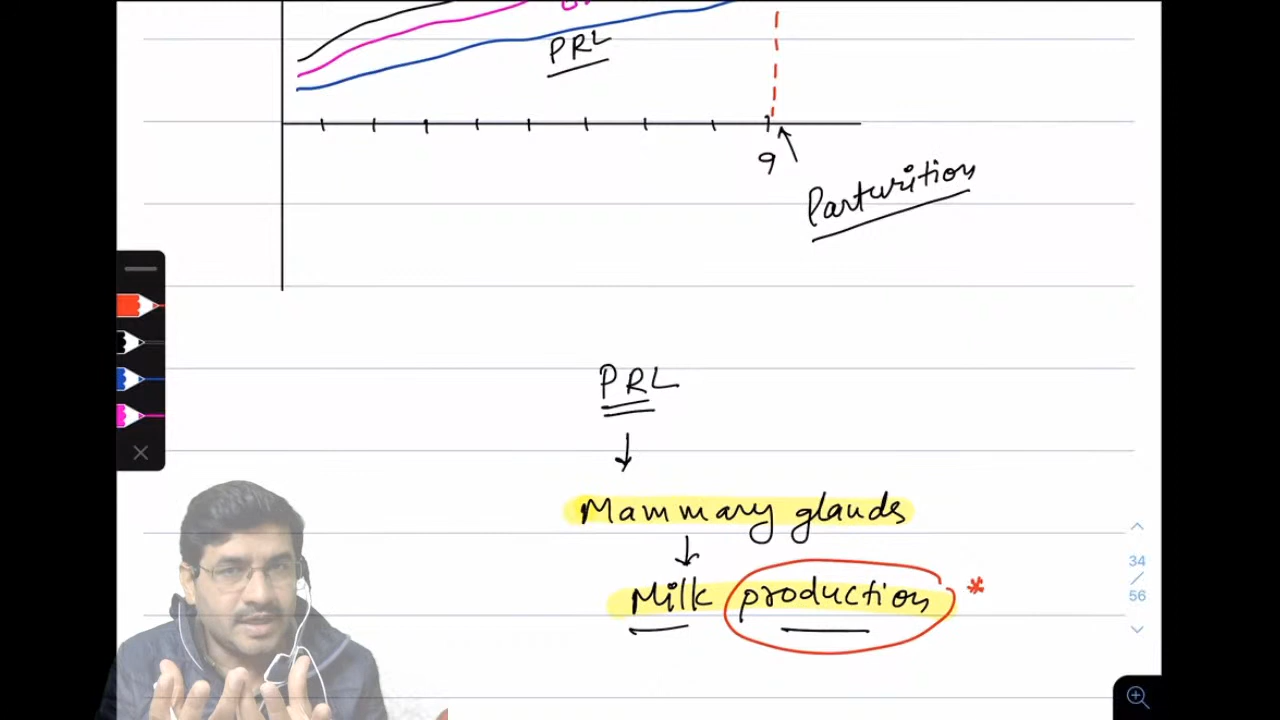 PRL
9
Parturition
PRL
Mammary glands
Milk production *
34
/
56